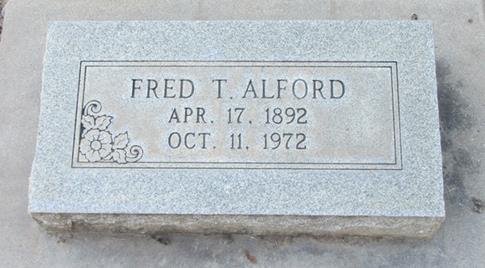 FRED T. ALFORD
APR. 17, 1892
OCT. 11, 1972